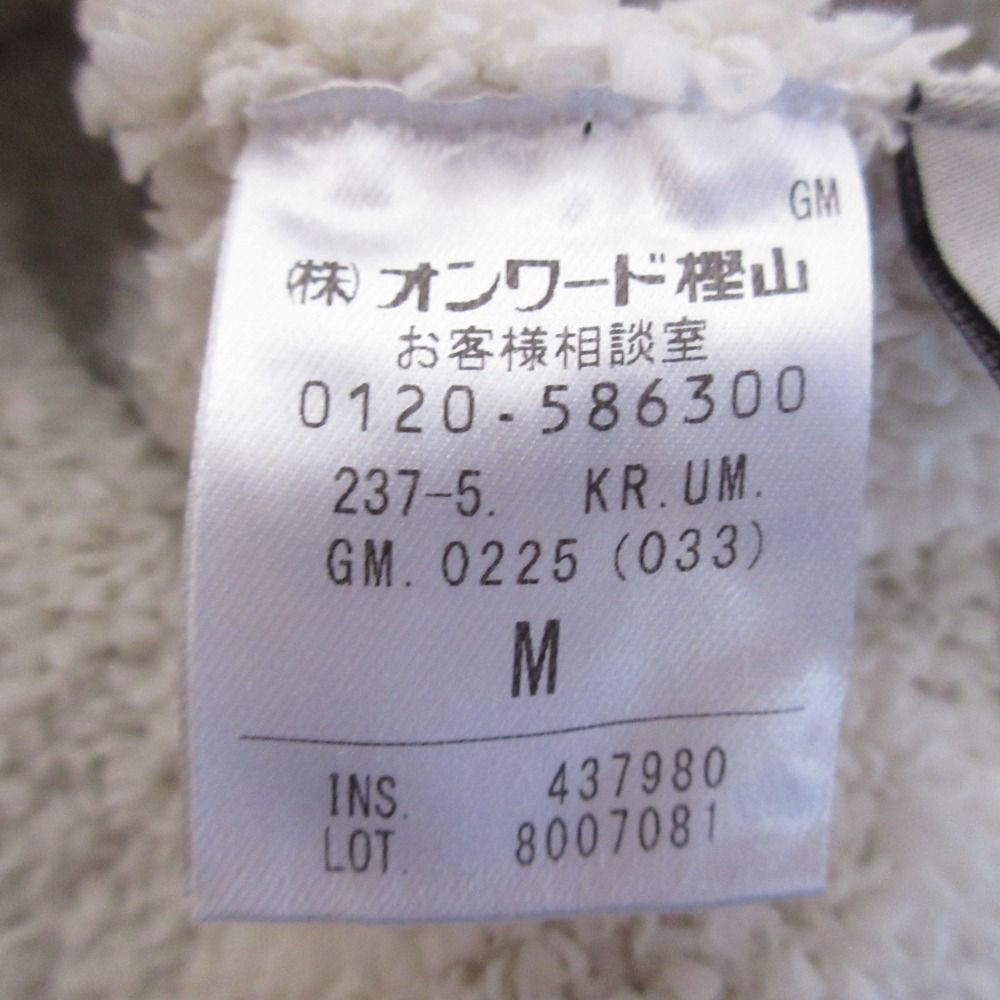 GM
(株)オンワード樫山
お客様相談室
0120-586300
237-5. KR.UM.
GM.0225(033)
M
INS. 437980
LOT. 8007081